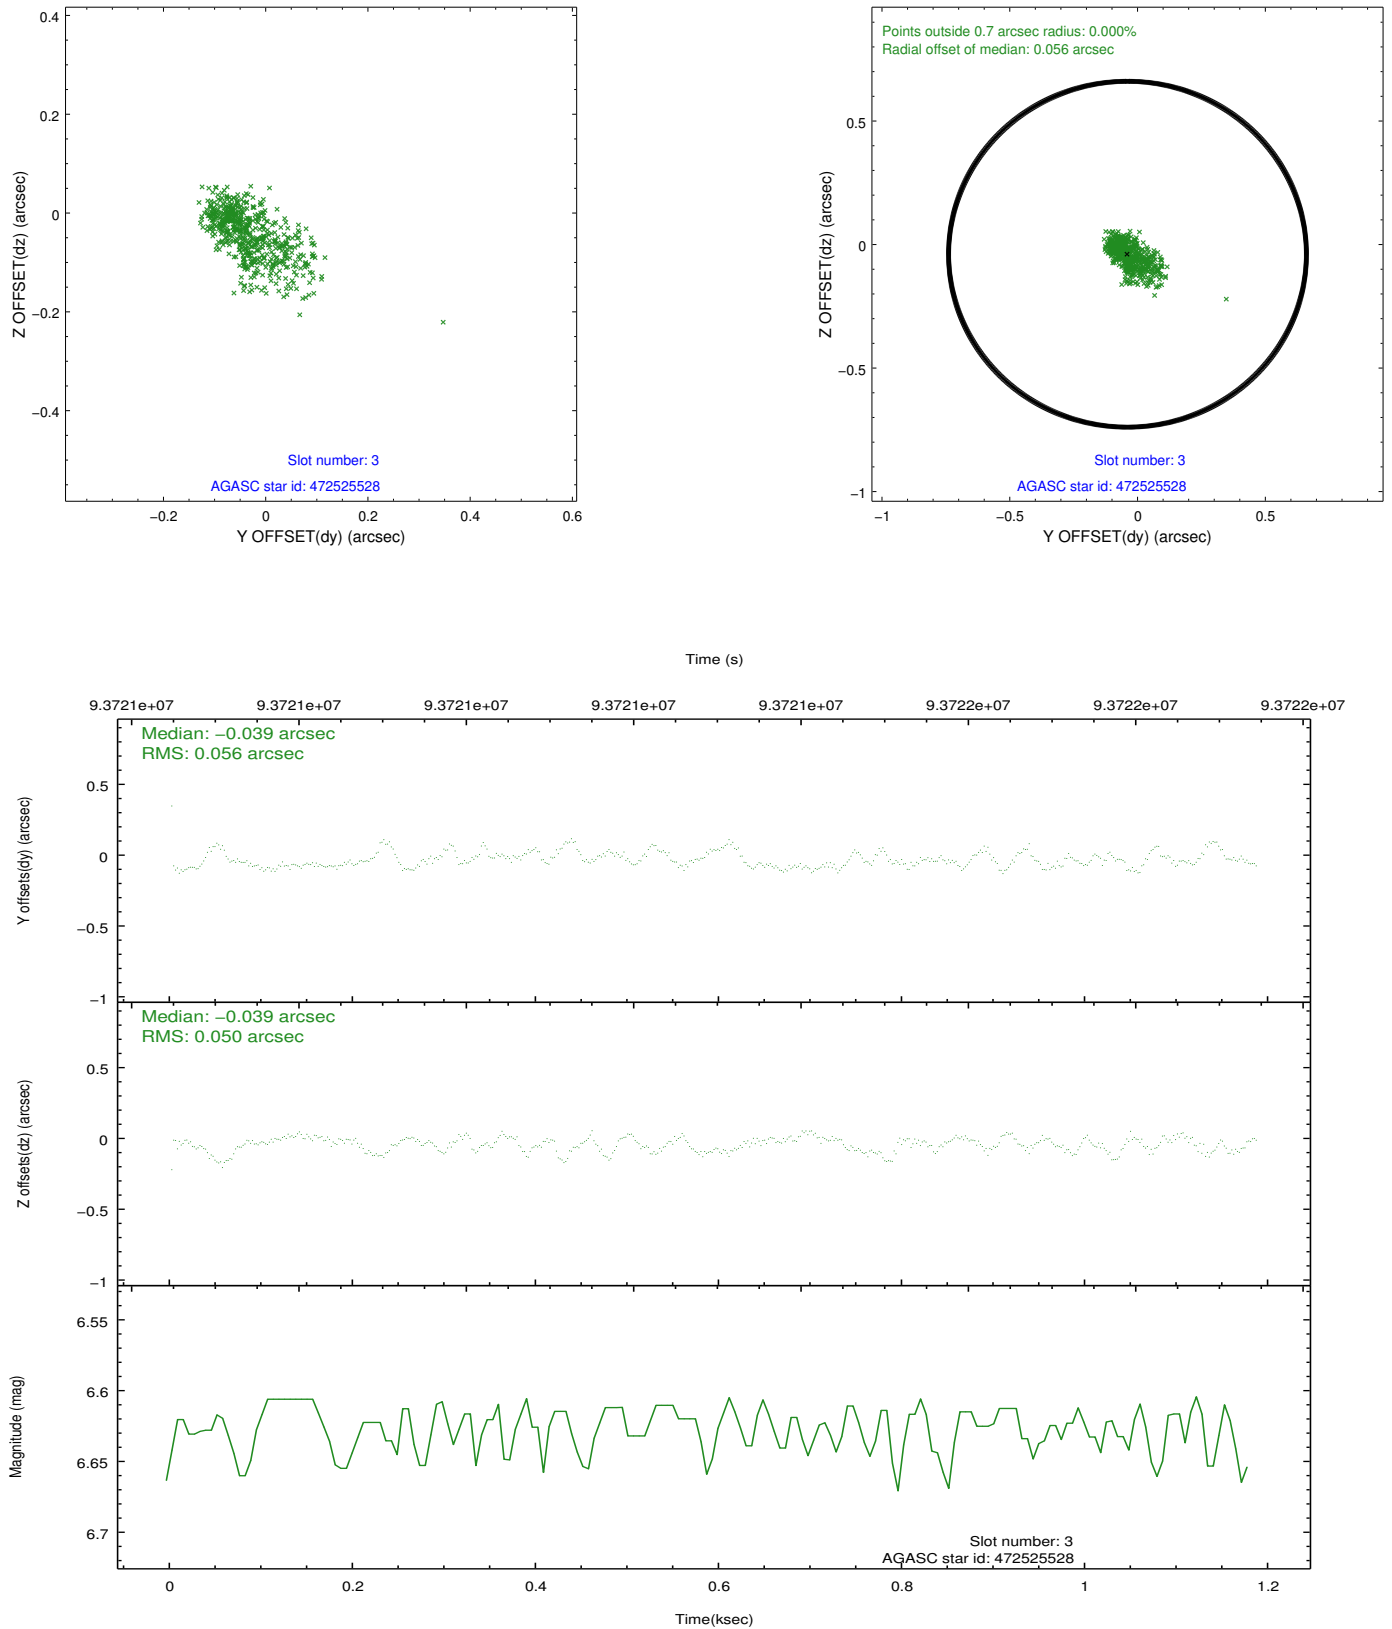 0.4
0.2
0
−0.2
−0.4
Z OFFSET(dz) (arcsec)
Slot number: 3
AGASC star id: 472525528
−0.2 0 0.2 0.4 0.6
Y OFFSET(dy) (arcsec)
Points outside 0.7 arcsec radius: 0.000%
Radial offset of median: 0.056 arcsec
0.5
0
−0.5
−1
Z OFFSET(dz) (arcsec)
Slot number: 3
AGASC star id: 472525528
−1 −0.5 0 0.5
Y OFFSET(dy) (arcsec)
Time (s)
9.3721e+07 9.3721e+07 9.3721e+07 9.3721e+07 9.3721e+07 9.3722e+07 9.3722e+07 9.3722e+07
Median: −0.039 arcsec
RMS: 0.056 arcsec
0.5
0
−0.5
−1
Y offsets(dy) (arcsec)
Median: −0.039 arcsec
RMS: 0.050 arcsec
0.5
0
−0.5
−1
Z offsets(dz) (arcsec)
6.55
6.6
6.65
6.7
Magnitude (mag)
Slot number: 3
AGASC star id: 472525528
0 0.2 0.4 0.6 0.8 1 1.2
Time(ksec)